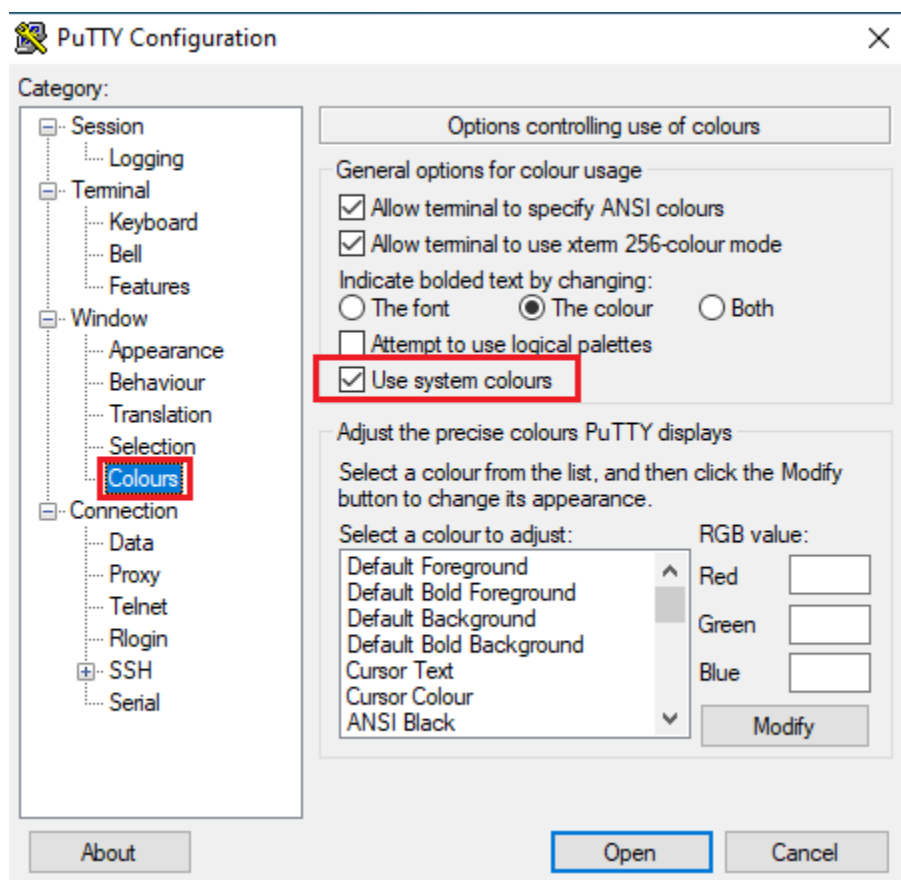 PuTTY Configuration
Category:
Session
Logging
Terminal
Keyboard
Bell
Features
Window
Appearance
Behaviour
Translation
Selection
Colours
Connection
Data
Proxy
Telnet
Rlogin
SSH
Serial
Options controlling use of colours
General options for colour usage
Allow terminal to specify ANSI colours
Allow terminal to use xterm 256-colour mode
Indicate bolded text by changing:
The font The colour Both
Attempt to use logical palettes
Use system colours
Adjust the precise colours PuTTY displays
Select a colour from the list, and then click the Modify
button to change its appearance.
Select a colour to adjust: RGB value:
Default Foreground
Default Bold Foreground
Default Background
Default Bold Background
Cursor Text
Cursor Colour
ANSI Black
Red
Green
Blue
Modify
About Open Cancel